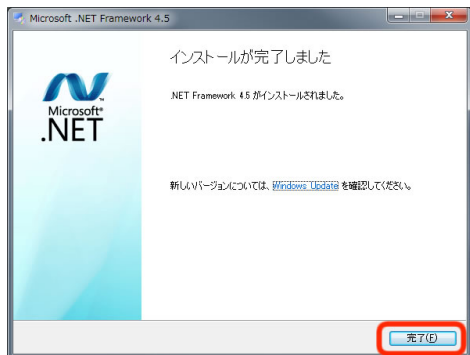 Microsoft .NET Framework 4.5
インストールが完了しました
.NET Framework 4.5 がインストールされました。
Microsoft®
.NET
新しいバージョンについては、Windows Update を確認してください。
完了(F)